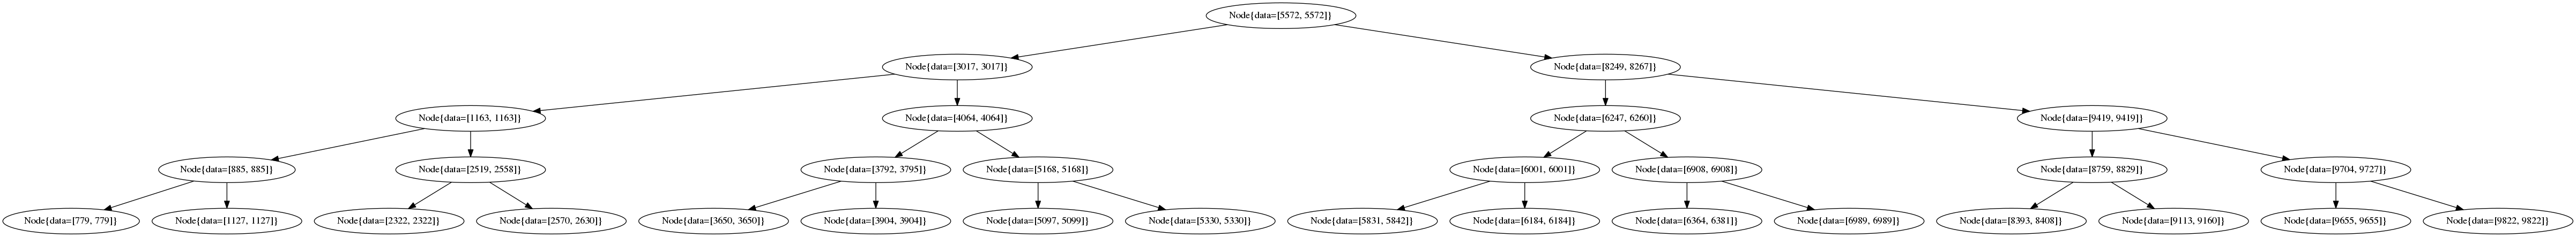 Node{data=[5572, 5572]}
Node{data=[3017, 3017]}
Node{data=[8249, 8267]}
Node{data=[1163, 1163]}
Node{data=[4064, 4064]}
Node{data=[6247, 6260]}
Node{data=[9419, 9419]}
Node{data=[885, 885]}
Node{data=[2519, 2558]}
Node{data=[3792, 3795]}
Node{data=[5168, 5168]}
Node{data=[6001, 6001]}
Node{data=[6908, 6908]}
Node{data=[8759, 8829]}
Node{data=[9704, 9727]}
Node{data=[779, 779]}
Node{data=[1127, 1127]}
Node{data=[2322, 2322]}
Node{data=[2570, 2630]}
Node{data=[3650, 3650]}
Node{data=[3904, 3904]}
Node{data=[5097, 5099]}
Node{data=[5330, 5330]}
Node{data=[5831, 5842]}
Node{data=[6184, 6184]}
Node{data=[6364, 6381]}
Node{data=[6989, 6989]}
Node{data=[8393, 8408]}
Node{data=[9113, 9160]}
Node{data=[9655, 9655]}
Node{data=[9822, 9822]}